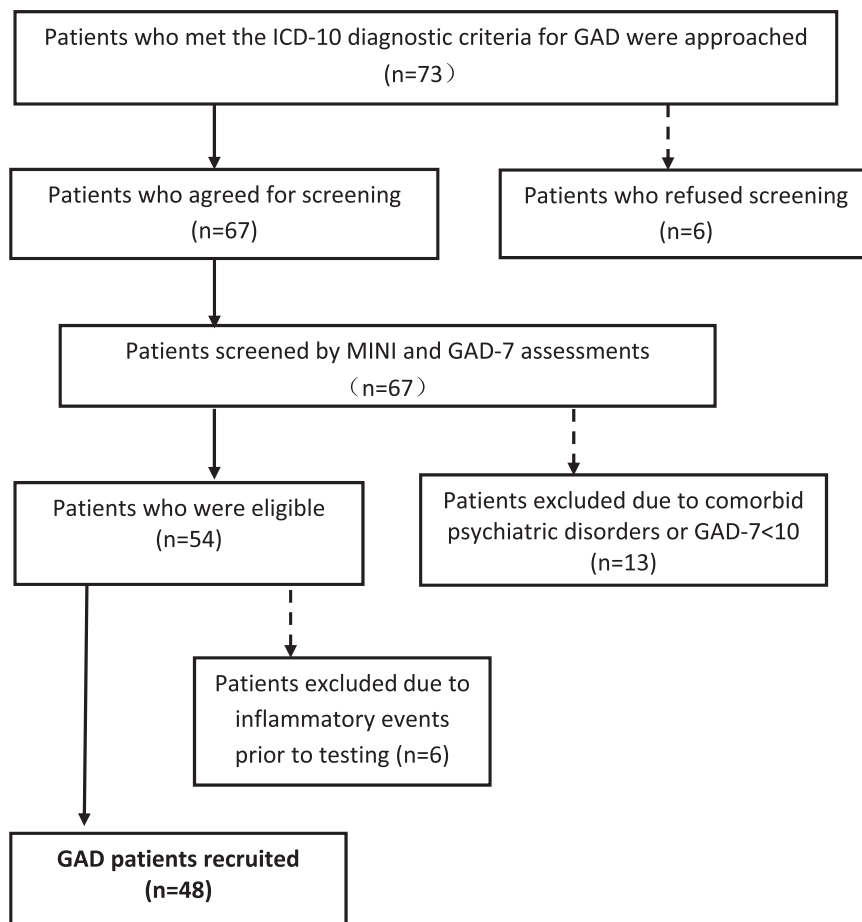 Patients who met the ICD-10 diagnostic criteria for GAD were approached
(n=73）
Patients who agreed for screening
(n=67)
Patients who refused screening
(n=6)
Patients screened by MINI and GAD-7 assessments
（n=67）
Patients who were eligible
(n=54)
Patients excluded due to comorbid
psychiatric disorders or GAD-7<10
(n=13)
Patients excluded due to
inflammatory events
prior to testing (n=6)
GAD patients recruited
(n=48)